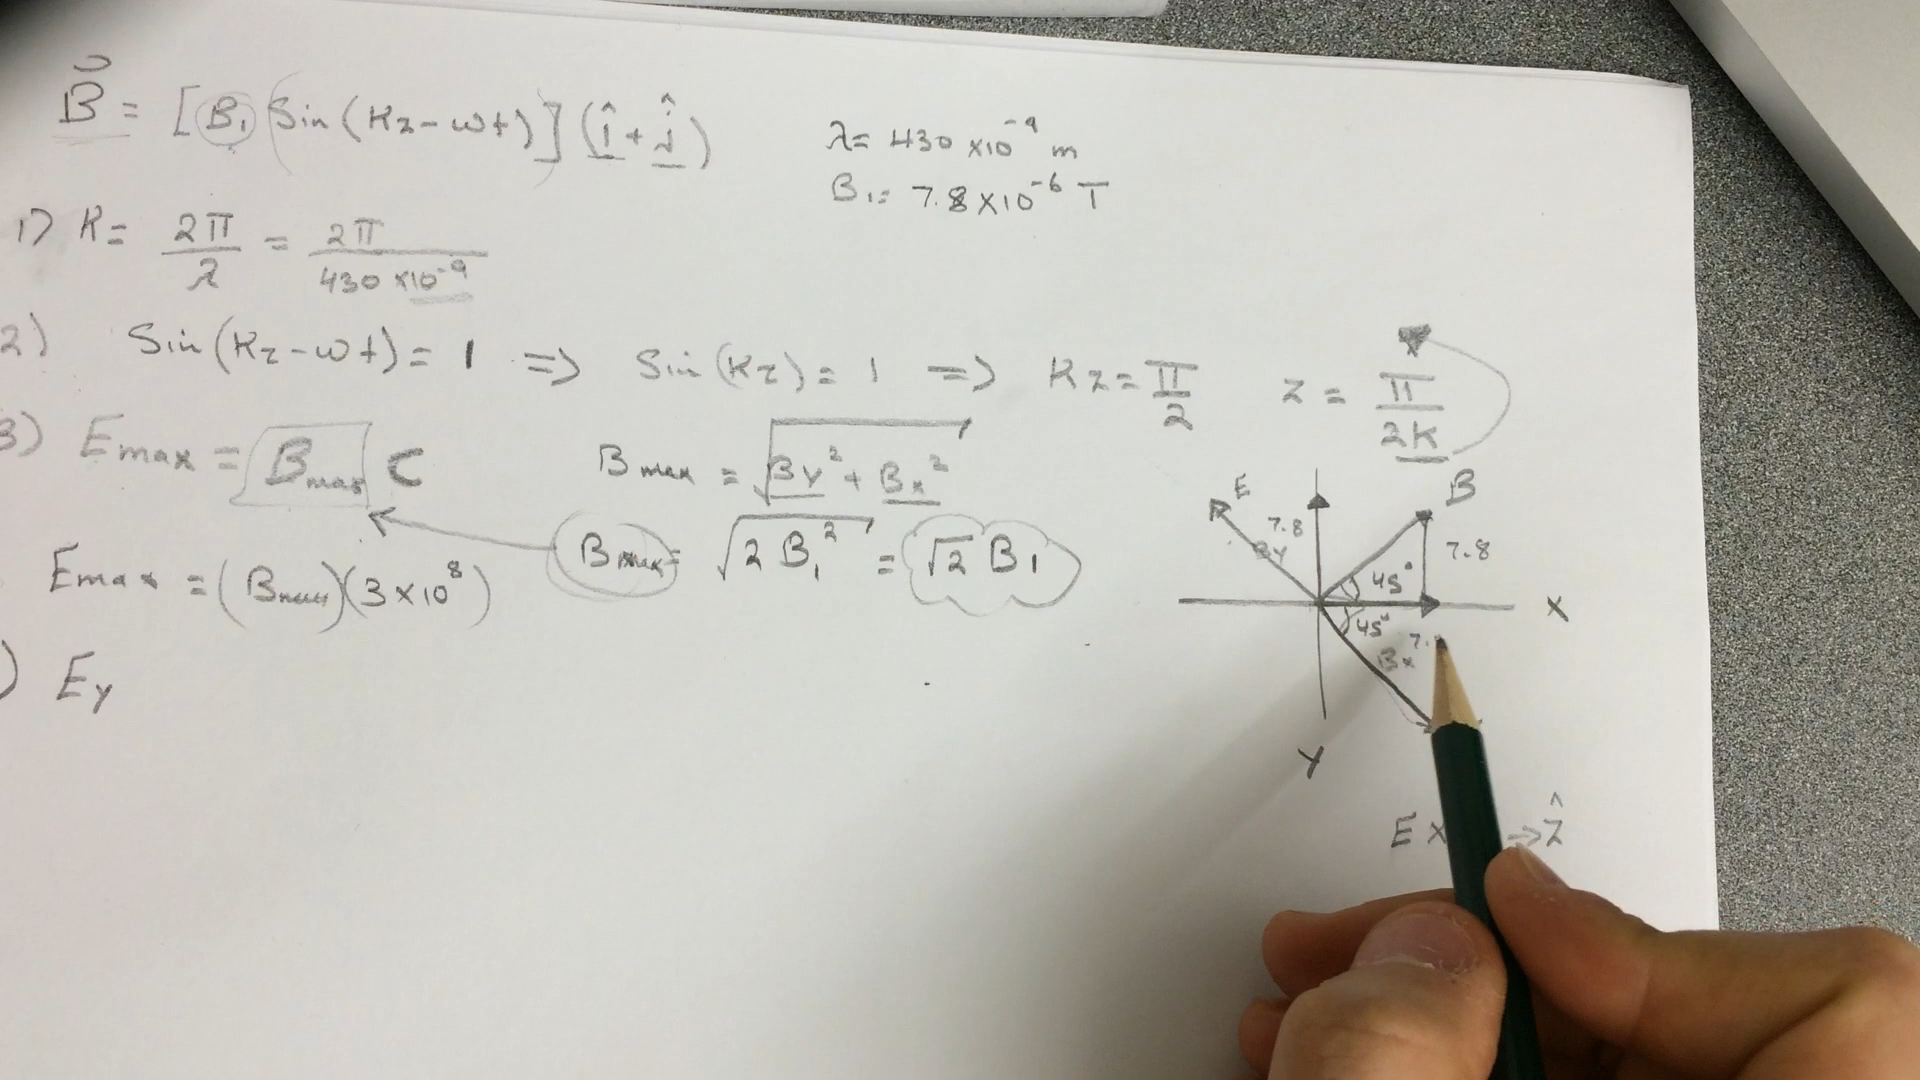 B⃗ = [B₁ Sin(Kz-ωt)](î+ĵ)
λ= 430 ×10⁻⁹ m
B₁= 7.8×10⁻⁶ T
1) K= 2π/λ = 2π/430×10⁻⁹
2) Sin(Kz-ωt)= 1 => Sin(Kz)= 1 => Kz= π/2 z = π/2K
3) Emax = Bmax C Bmax = √By²+Bx²
Emax = (Bmax)(3×10⁸) Bmax= √2B₁² = √2 B₁
) Ey
E
B
7.8
By
7.8
45°
X
45°
7.
Bx
Y
E× →ẑ